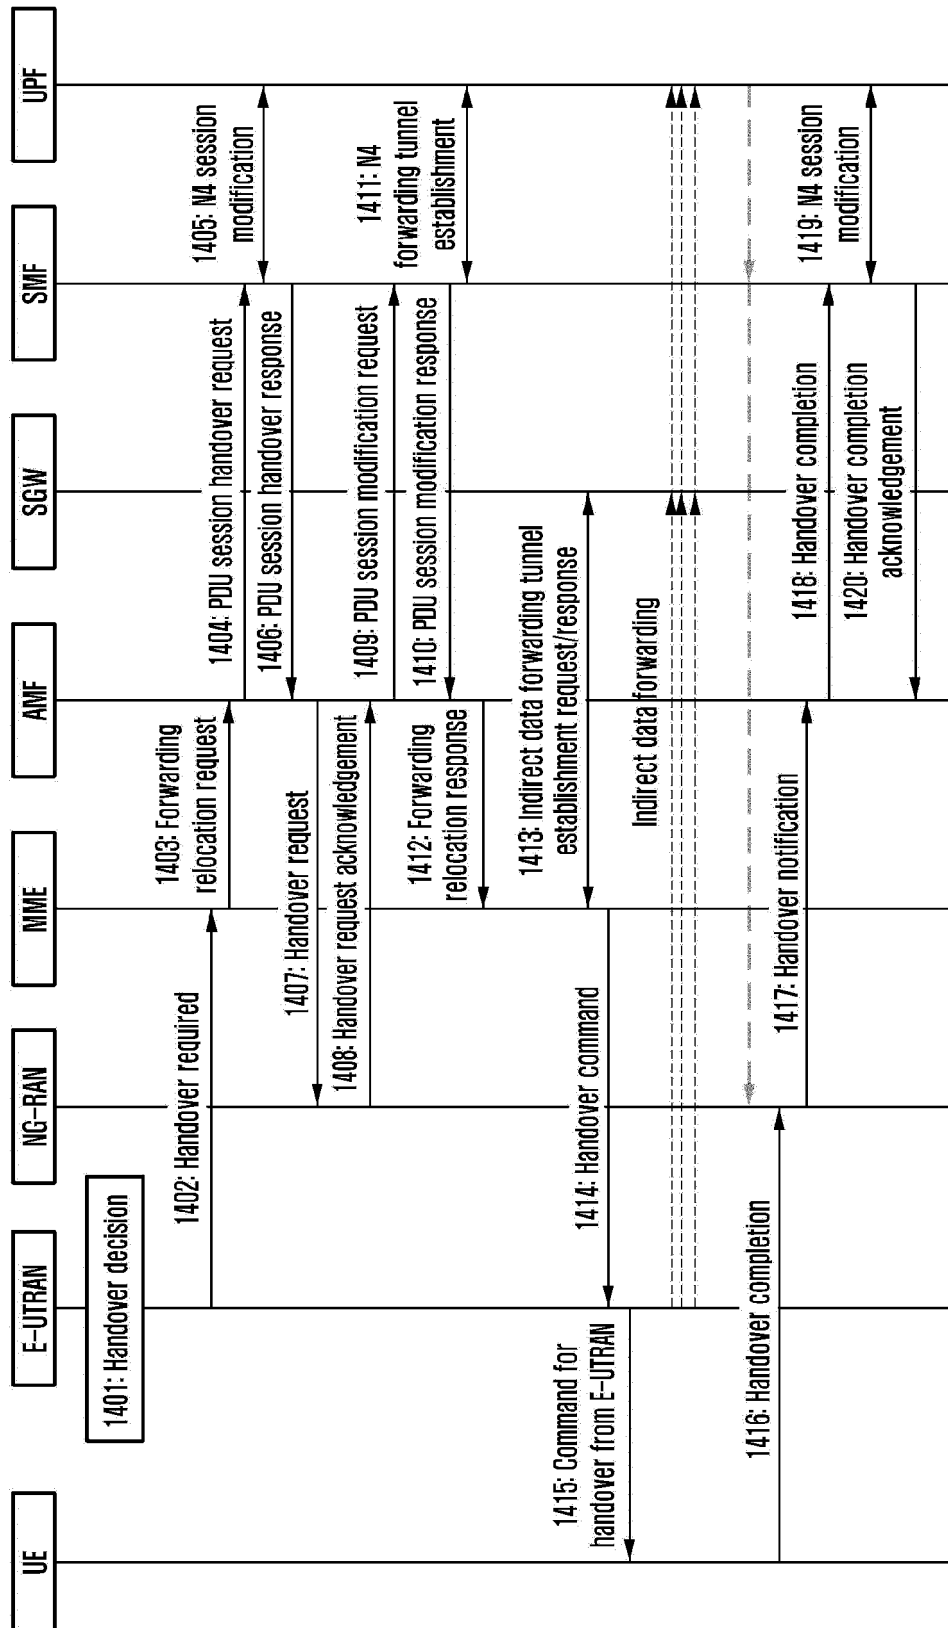 UE
E-UTRAN
NG-RAN
MME
AMF
SGW
SMF
UPF
1401: Handover decision
1402: Handover required
1403: Forwarding
relocation request
1404: PDU session handover request
1405: N4 session
modification
1406: PDU session handover response
1407: Handover request
1408: Handover request acknowledgement
1409: PDU session modification request
1410: PDU session modification response
1411: N4
forwarding tunnel
establishment
1412: Forwarding
relocation response
1413: Indirect data forwarding tunnel
establishment request/response
1414: Handover command
1415: Command for
handover from E-UTRAN
Indirect data forwarding
1416: Handover completion
1417: Handover notification
1418: Handover completion
1419: N4 session
modification
1420: Handover completion
acknowledgement